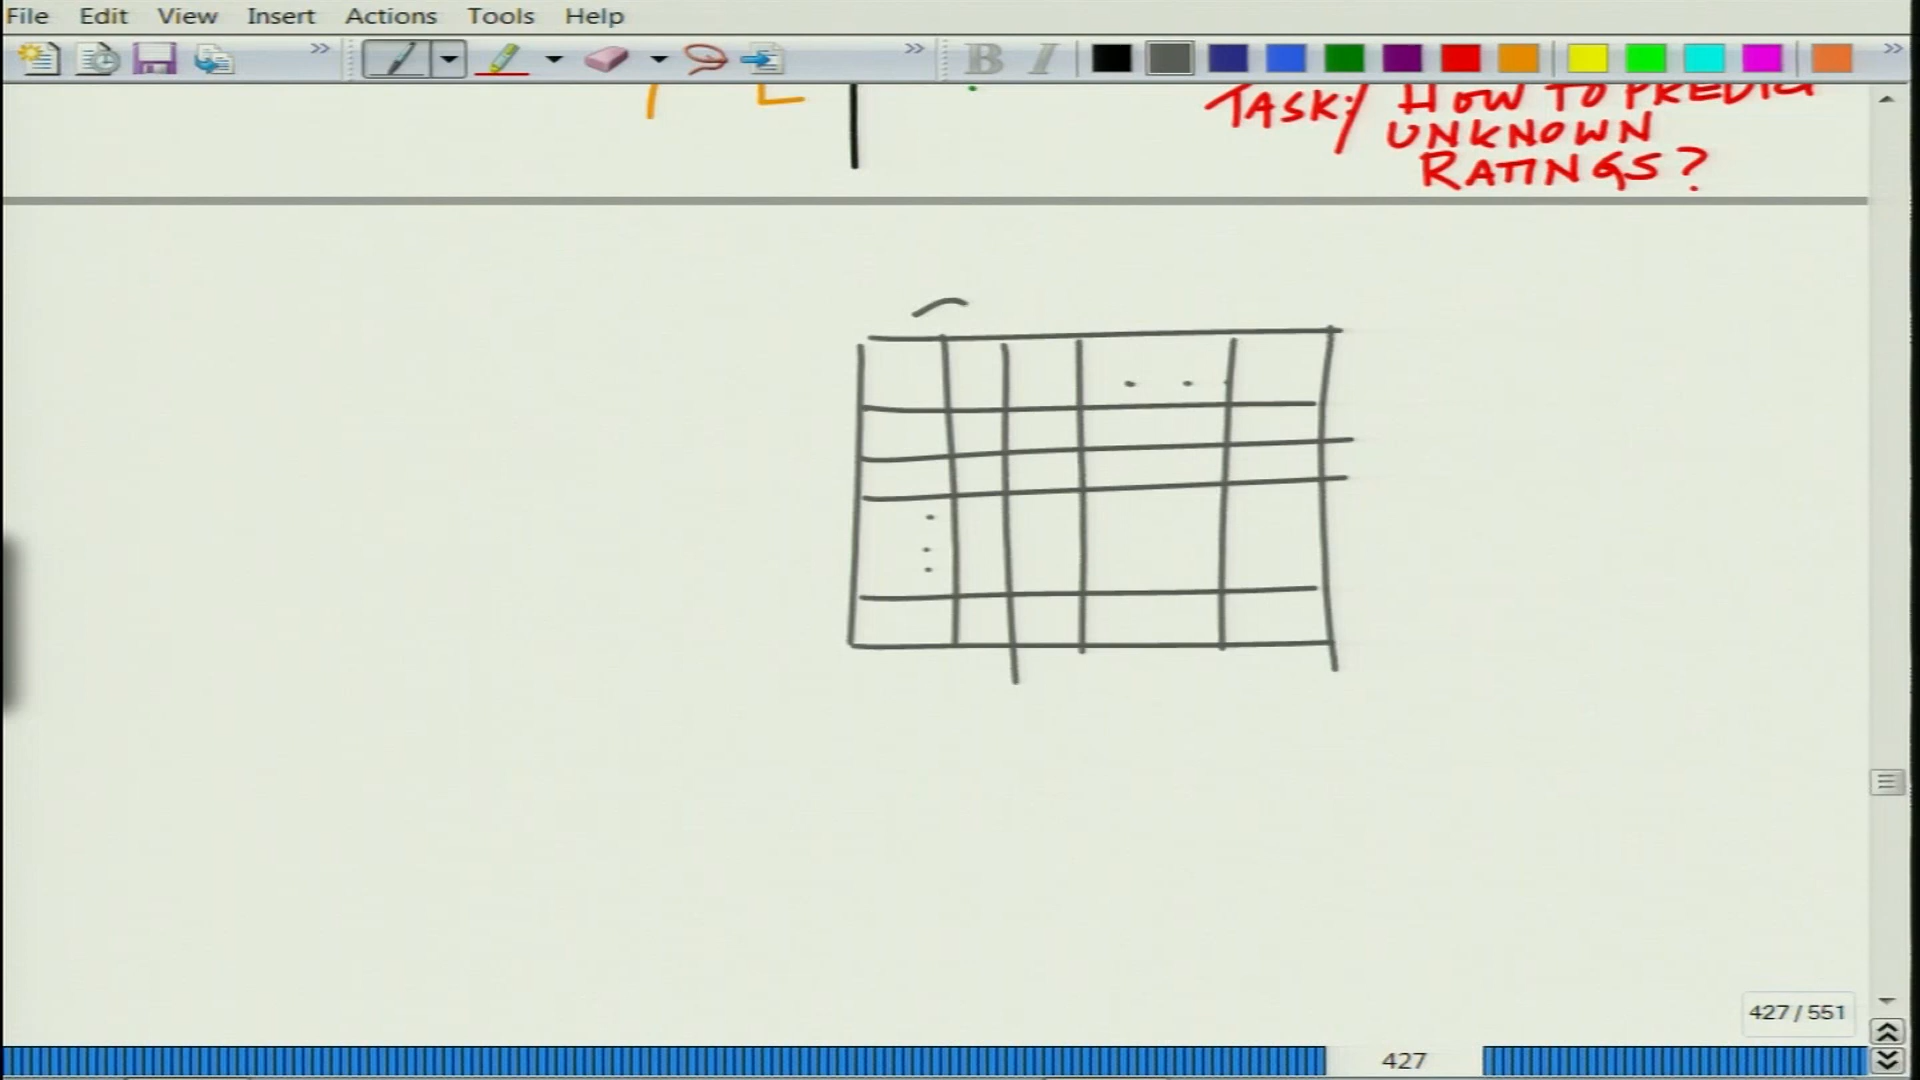 File Edit View Insert Actions Tools Help
B I
TASK: HOW TO PREDICT
UNKNOWN
RATINGS?
427 / 551
427